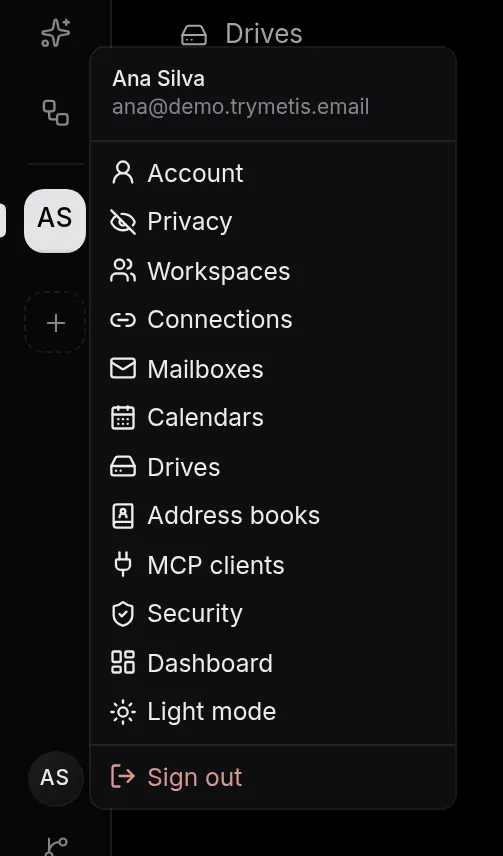 Drives
Ana Silva
ana@demo.trymetis.email
Account
Privacy
AS
Workspaces
Connections
Mailboxes
Calendars
Drives
Address books
MCP clients
Security
Dashboard
Light mode
AS
Sign out